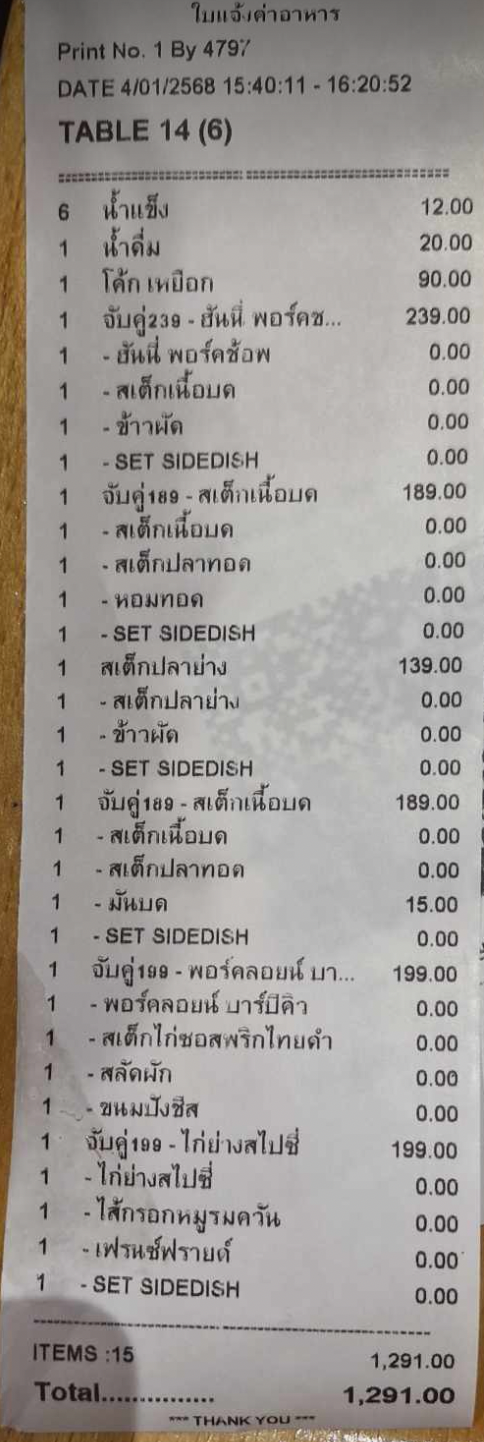 ใบแจ้งค่าอาหาร
Print No. 1 By 4797
DATE 4/01/2568 15:40:11 - 16:20:52
TABLE 14 (6)
6 น้ำแข็ง 12.00
1 น้ำดื่ม 20.00
1 โค้ก เหยือก 90.00
1 จับคู่239 - ฮันนี่ พอร์คช... 239.00
1 - ฮันนี่ พอร์คช้อพ 0.00
1 - สเต็กเนื้อบด 0.00
1 - ข้าวผัด 0.00
1 - SET SIDEDISH 0.00
1 จับคู่189 - สเต็กเนื้อบด 189.00
1 - สเต็กเนื้อบด 0.00
1 - สเต็กปลาทอด 0.00
1 - หอมทอด 0.00
1 - SET SIDEDISH 0.00
1 สเต็กปลาย่าง 139.00
1 - สเต็กปลาย่าง 0.00
1 - ข้าวผัด 0.00
1 - SET SIDEDISH 0.00
1 จับคู่189 - สเต็กเนื้อบด 189.00
1 - สเต็กเนื้อบด 0.00
1 - สเต็กปลาทอด 0.00
1 - มันบด 15.00
1 - SET SIDEDISH 0.00
1 จับคู่199 - พอร์คลอยน์ บา... 199.00
1 - พอร์คลอยน์ บาร์บีคิว 0.00
1 - สเต็กไก่ซอสพริกไทยดำ 0.00
1 - สลัดผัก 0.00
1 - ขนมปังชีส 0.00
1 จับคู่199 - ไก่ย่างสไปซี่ 199.00
1 - ไก่ย่างสไปซี่ 0.00
1 - ไส้กรอกหมูรมควัน 0.00
1 - เฟรนช์ฟรายด์ 0.00
1 - SET SIDEDISH 0.00
ITEMS :15 1,291.00
Total............... 1,291.00
*** THANK YOU ***